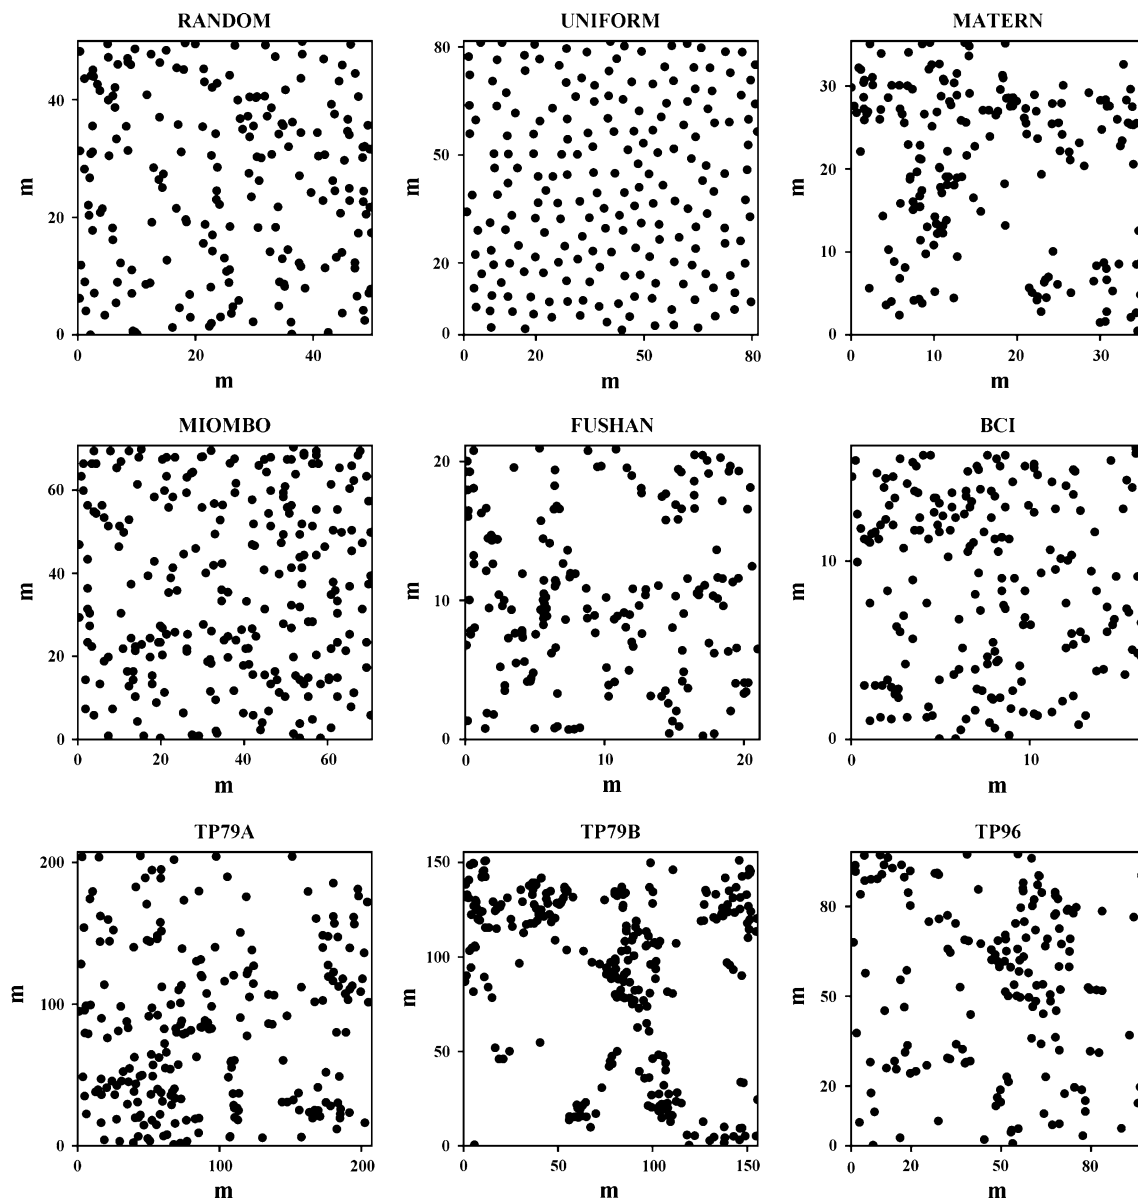 RANDOM UNIFORM MATERN
40 80 30
m m m
20 50 20
0 20 10
0 0
0 20 40 0 20 50 80 0 10 20 30
m m m
MIOMBO FUSHAN BCI
60 20 10
m m m
40 10 0
20 0
0
0 20 40 60 0 10 20 0 10
m m m
TP79A TP79B TP96
200 150 80
m m m
100 100 50
0 50 20
0 0
0 100 200 0 50 100 150 0 20 50 80
m m m